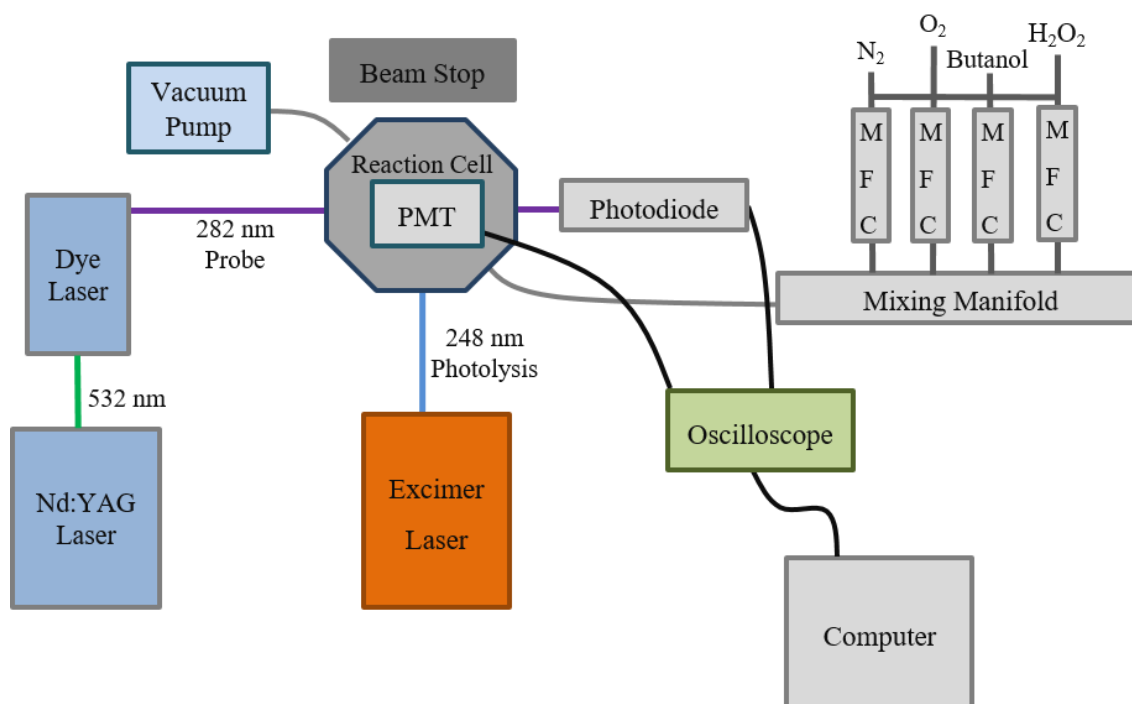 Vacuum
Pump
Beam Stop
N₂
O₂
Butanol
H₂O₂
M
F
C
M
F
C
M
F
C
M
F
C
Reaction Cell
PMT
Photodiode
282 nm
Probe
Dye
Laser
Mixing Manifold
248 nm
Photolysis
532 nm
Oscilloscope
Nd:YAG
Laser
Excimer
Laser
Computer